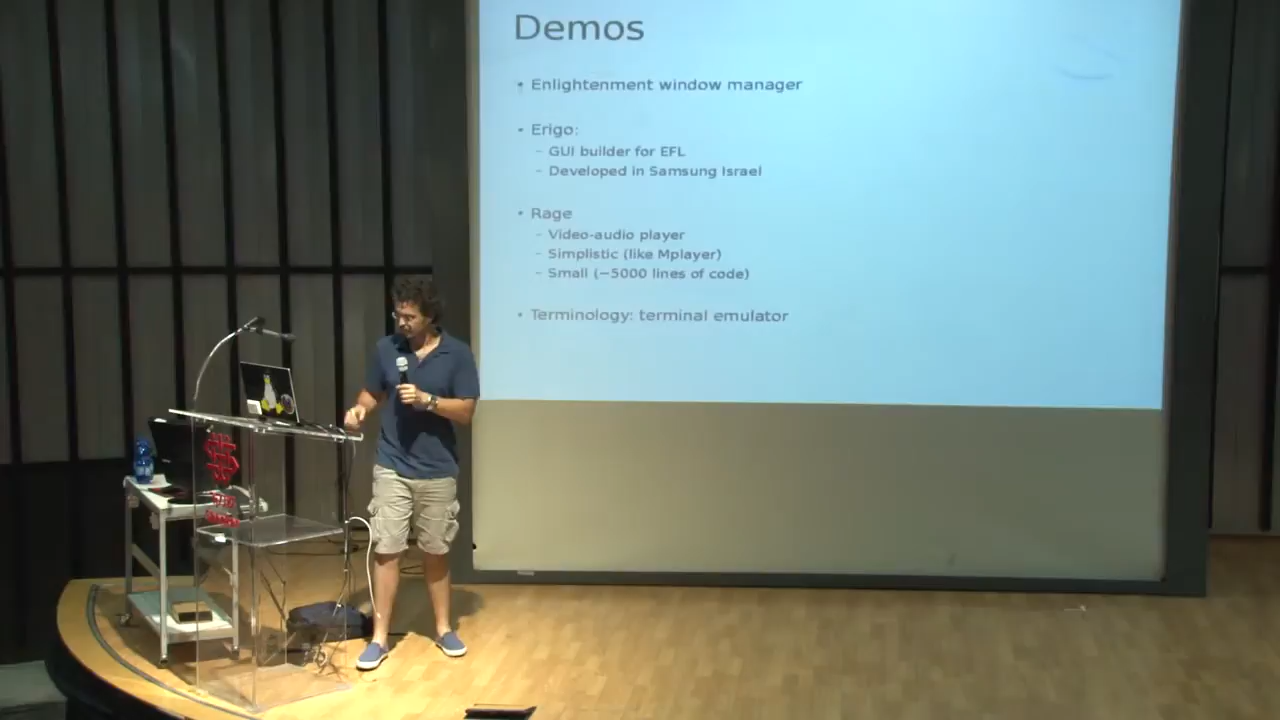 Demos
• Enlightenment window manager
• Erigo:
– GUI builder for EFL
– Developed in Samsung Israel
• Rage
– Video-audio player
– Simplistic (like Mplayer)
– Small (~5000 lines of code)
• Terminology: terminal emulator